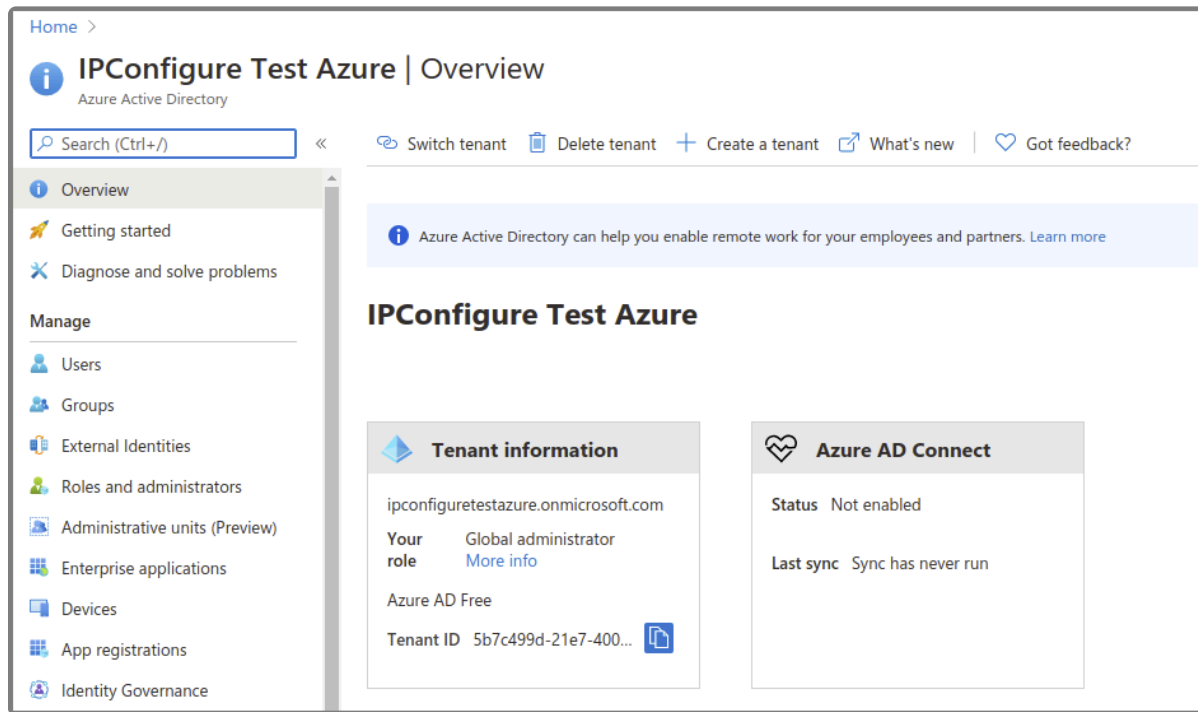 Home >
IPConfigure Test Azure | Overview
Azure Active Directory
Search (Ctrl+/)
«
Switch tenant
Delete tenant
Create a tenant
What's new
Got feedback?
Overview
Getting started
Diagnose and solve problems
Manage
Users
Groups
External Identities
Roles and administrators
Administrative units (Preview)
Enterprise applications
Devices
App registrations
Identity Governance
Azure Active Directory can help you enable remote work for your employees and partners. Learn more
IPConfigure Test Azure
Tenant information
ipconfiguretestazure.onmicrosoft.com
Your role Global administrator
More info
Azure AD Free
Tenant ID 5b7c499d-21e7-400...
Azure AD Connect
Status Not enabled
Last sync Sync has never run